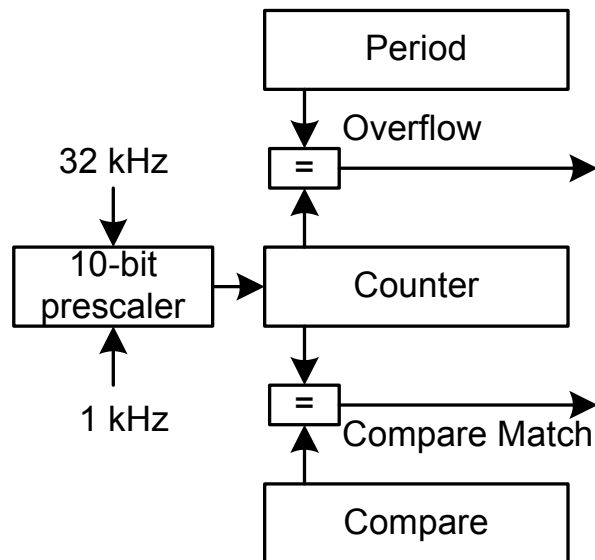 Period
Overflow
=
32 kHz
10-bit
prescaler
Counter
1 kHz
=
Compare Match
Compare